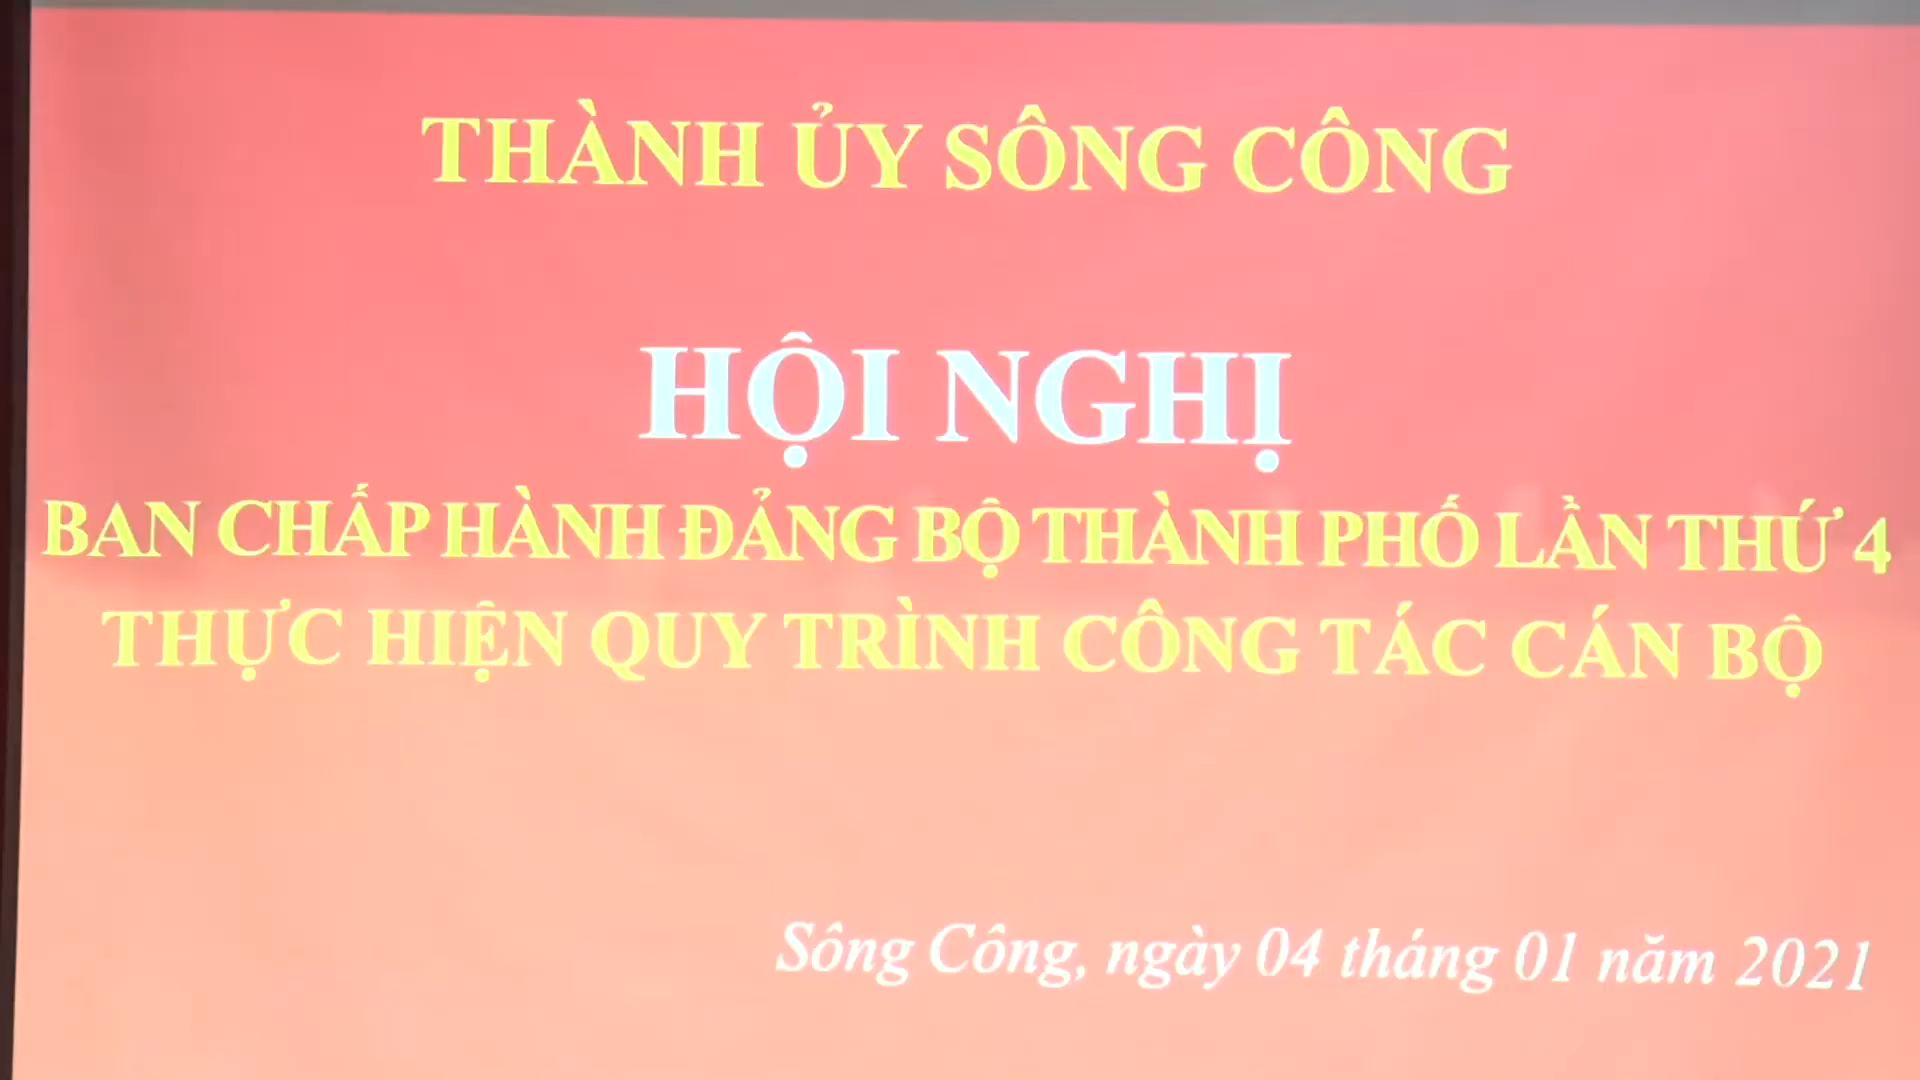 THÀNH ỦY SÔNG CÔNG
HỘI NGHỊ
BAN CHẤP HÀNH ĐẢNG BỘ THÀNH PHỐ LẦN THỨ 4
THỰC HIỆN QUY TRÌNH CÔNG TÁC CÁN BỘ
Sông Công, ngày 04 tháng 01 năm 2021